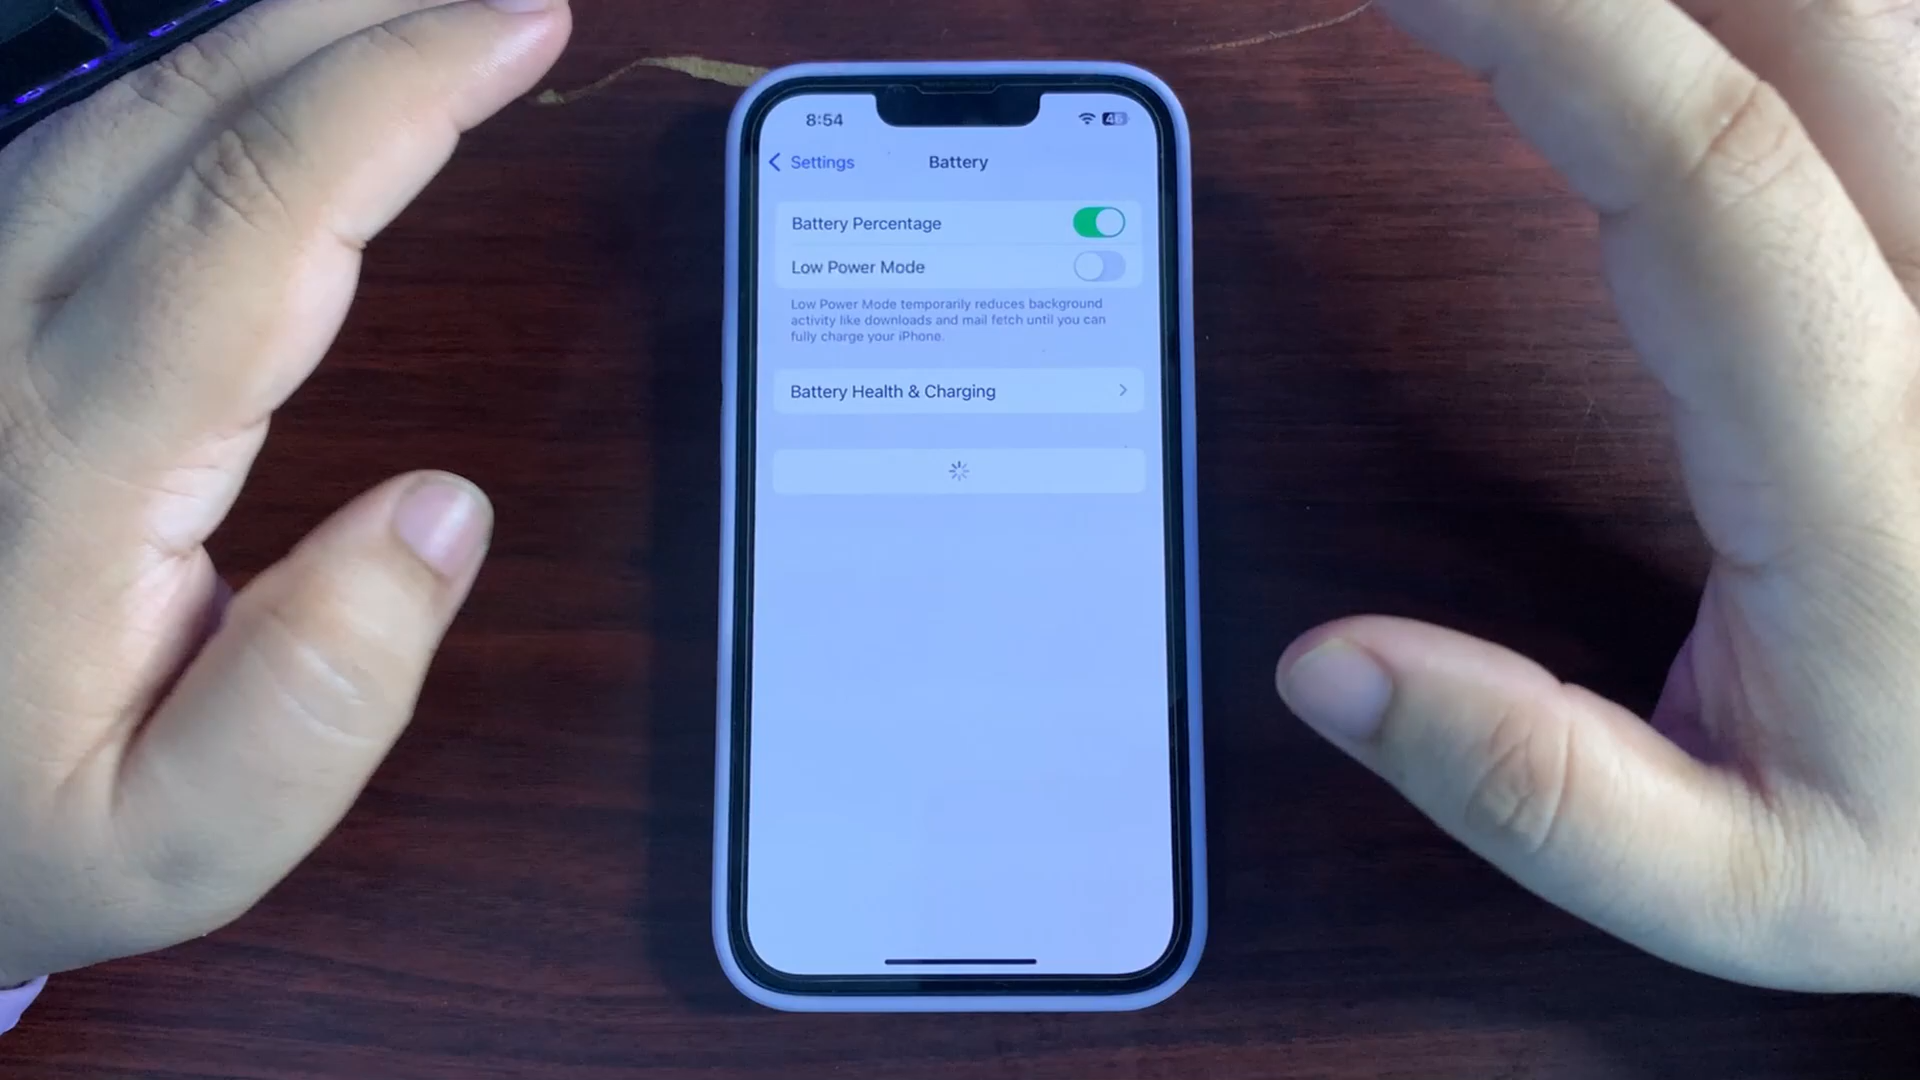 8:54
46
Settings
Battery
Battery Percentage
Low Power Mode
Low Power Mode temporarily reduces background
activity like downloads and mail fetch until you can
fully charge your iPhone.
Battery Health & Charging